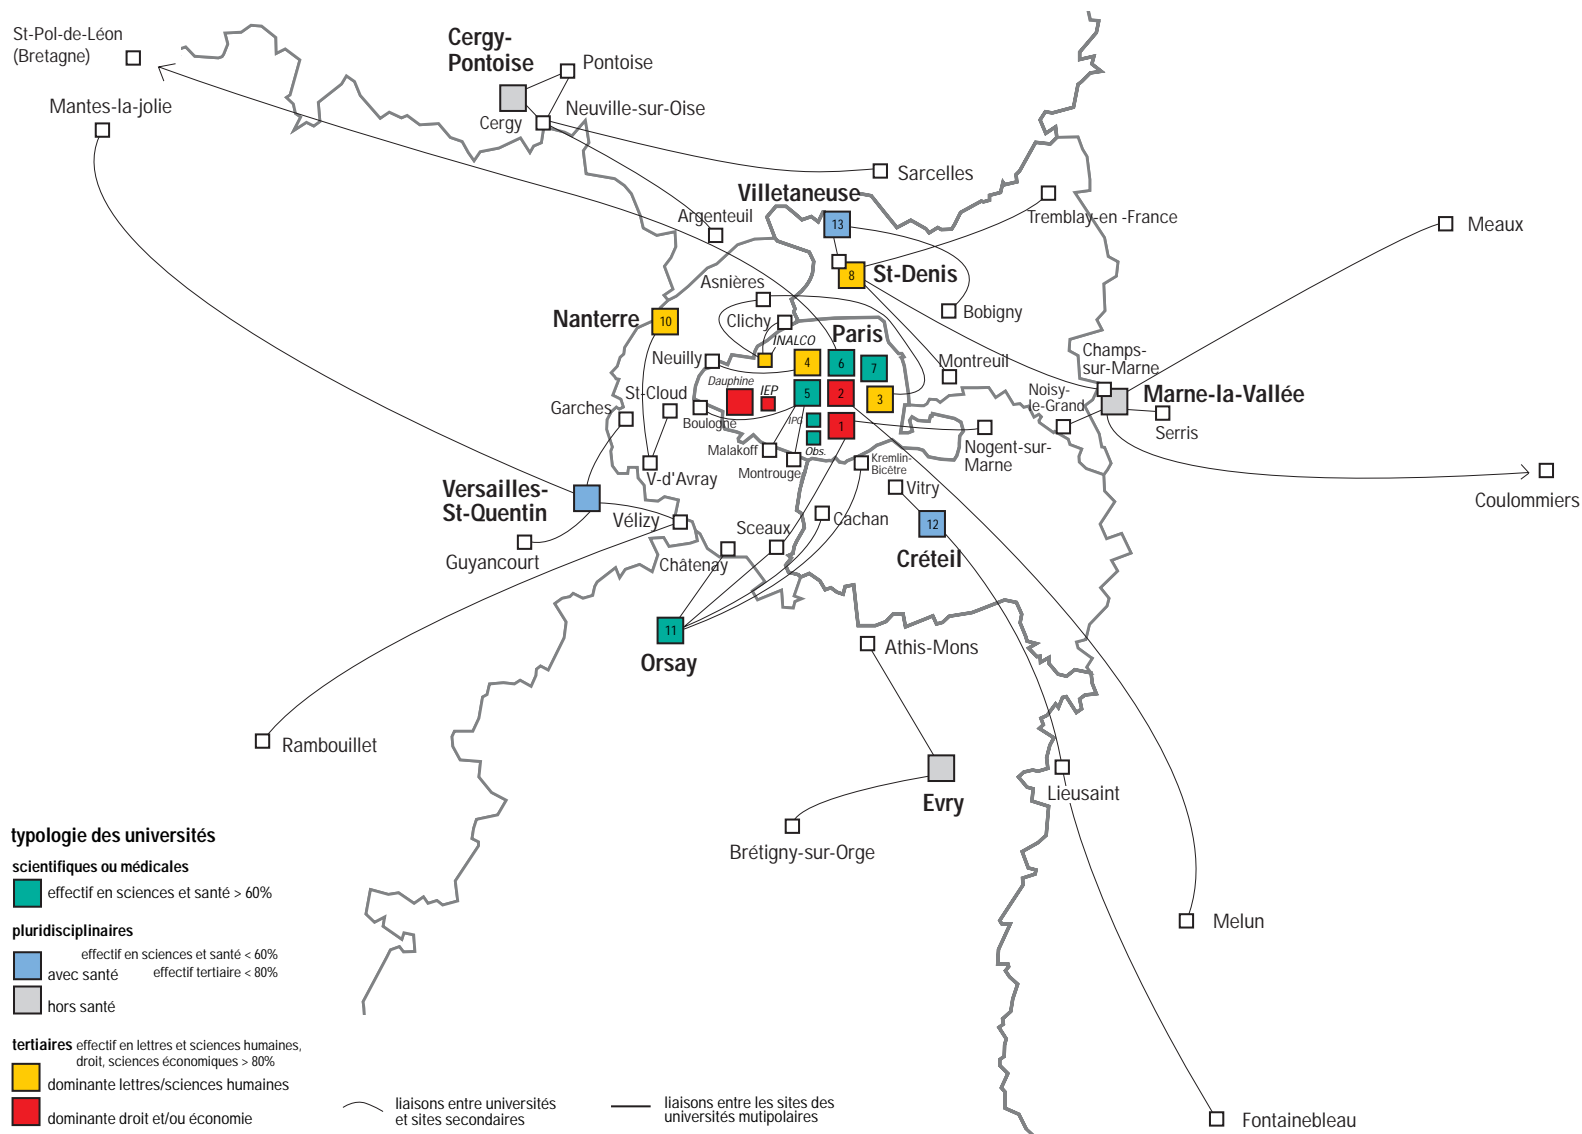 St-Pol-de-Léon
(Bretagne)
Mantes-la-jolie
Cergy-
Pontoise
Pontoise
Neuville-sur-Oise
Cergy
Sarcelles
Villetaneuse
13
Argenteuil
Tremblay-en -France
Meaux
St-Denis
8
Asnières
Bobigny
Nanterre
10
Clichy
INALCO
Paris
Neuilly
4
6
7
Montreuil
Champs-
sur-Marne
Dauphine
IEP
5
2
3
Noisy-
le-Grand
Marne-la-Vallée
Serris
St-Cloud
Garches
Boulogne
IPG
1
Obs.
Malakoff
Montrouge
Kremlin-
Bicêtre
Nogent-sur-
Marne
V-d'Avray
Vitry
Coulommiers
Versailles-
St-Quentin
Vélizy
Sceaux
Cachan
12
Créteil
Guyancourt
Châtenay
11
Orsay
Athis-Mons
Rambouillet
Evry
Lieusaint
Brétigny-sur-Orge
Melun
Fontainebleau
typologie des universités
scientifiques ou médicales
effectif en sciences et santé > 60%
pluridisciplinaires
effectif en sciences et santé < 60%
avec santé effectif tertiaire < 80%
hors santé
tertiaires effectif en lettres et sciences humaines,
droit, sciences économiques > 80%
dominante lettres/sciences humaines
dominante droit et/ou économie
liaisons entre universités
et sites secondaires
liaisons entre les sites des
universités mutipolaires